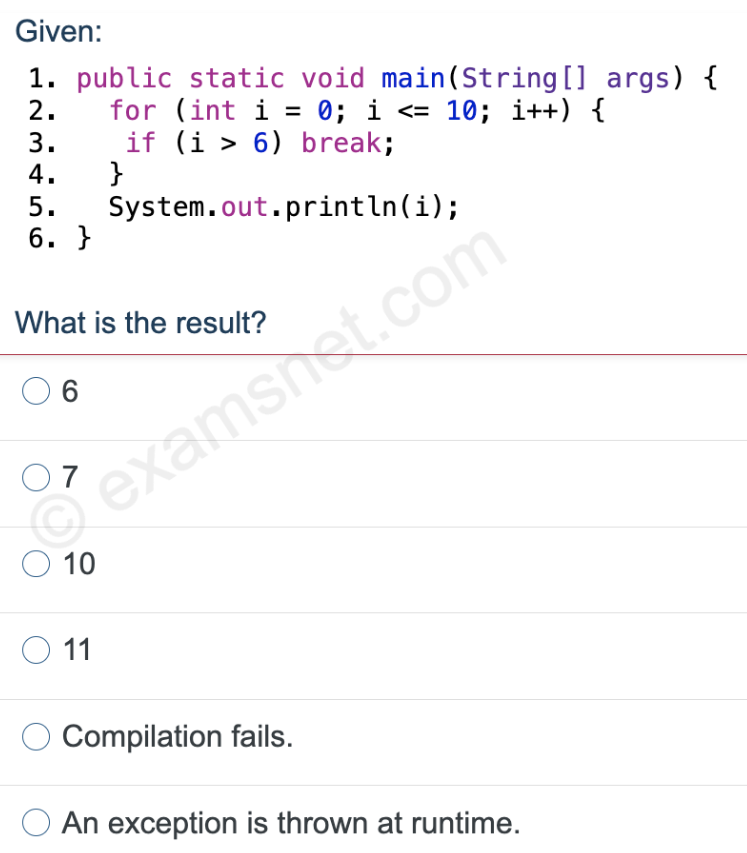 Given:
1. public static void main(String[] args) {
2. for (int i = 0; i <= 10; i++) {
3. if (i > 6) break;
4. }
5. System.out.println(i);
6. }
© examsnet.com
What is the result?
6
7
10
11
Compilation fails.
An exception is thrown at runtime.